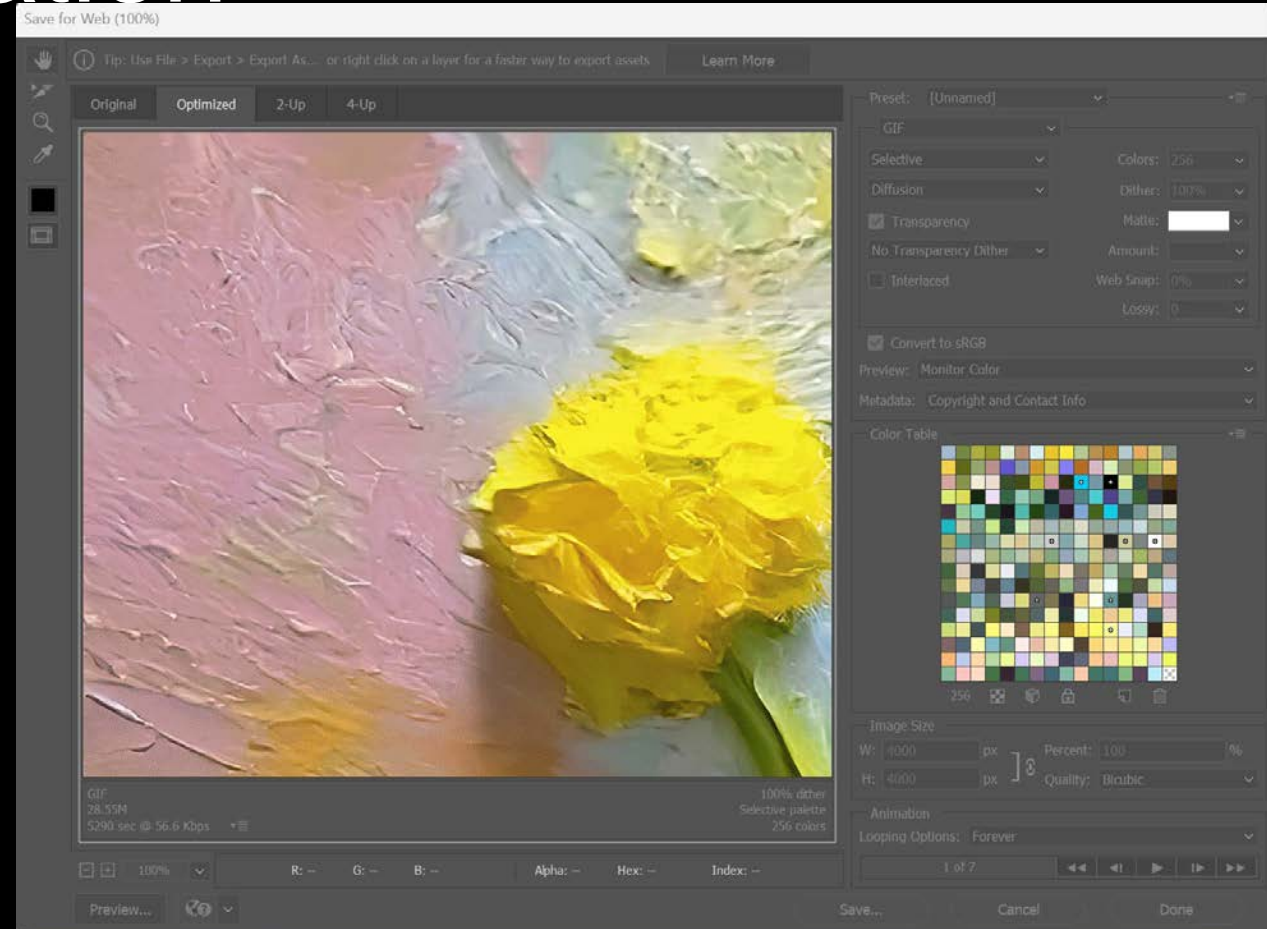 Save for Web (100%)
Tip: Use File > Export > Export As... or right click on a layer for a faster way to export assets
Learn More
Original
Optimized
2-Up
4-Up
Preset: [Unnamed]
GIF
Selective
Colors: 256
Diffusion
Dither: 100%
Transparency
Matte:
No Transparency Dither
Amount:
Interlaced
Web Snap: 0%
Lossy: 0
Convert to sRGB
Preview: Monitor Color
Metadata: Copyright and Contact Info
Color Table
256
Image Size
W: 4000 px
Percent: 100 %
H: 4000 px
Quality: Bicubic
Animation
Looping Options: Forever
1 of 7
GIF
28.55M
5290 sec @ 56.6 Kbps
100% dither
Selective palette
256 colors
100%
R: --
G: --
B: --
Alpha: --
Hex: --
Index: --
Preview...
Save...
Cancel
Done